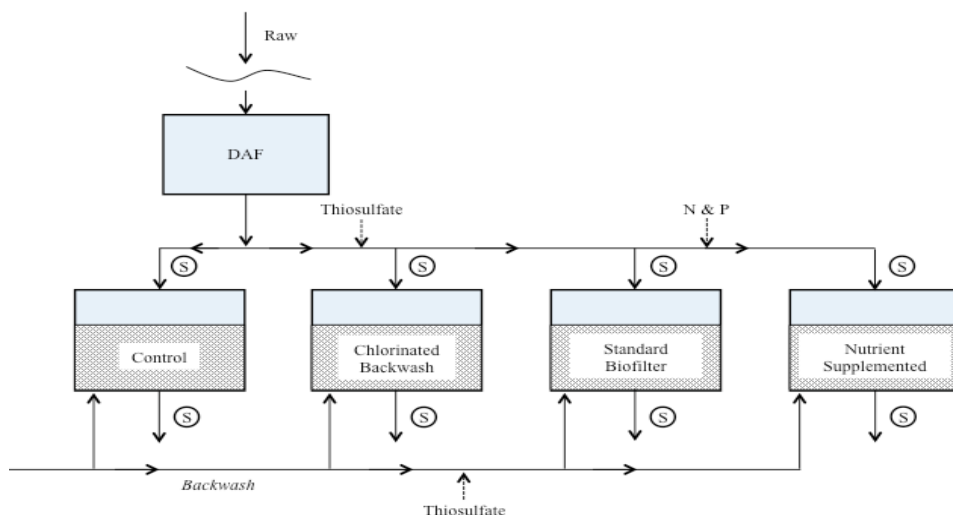 Raw
DAF
Thiosulfate
N & P
S
S
S
S
Control
Chlorinated
Backwash
Standard
Biofilter
Nutrient
Supplemented
S
S
S
S
Backwash
Thiosulfate